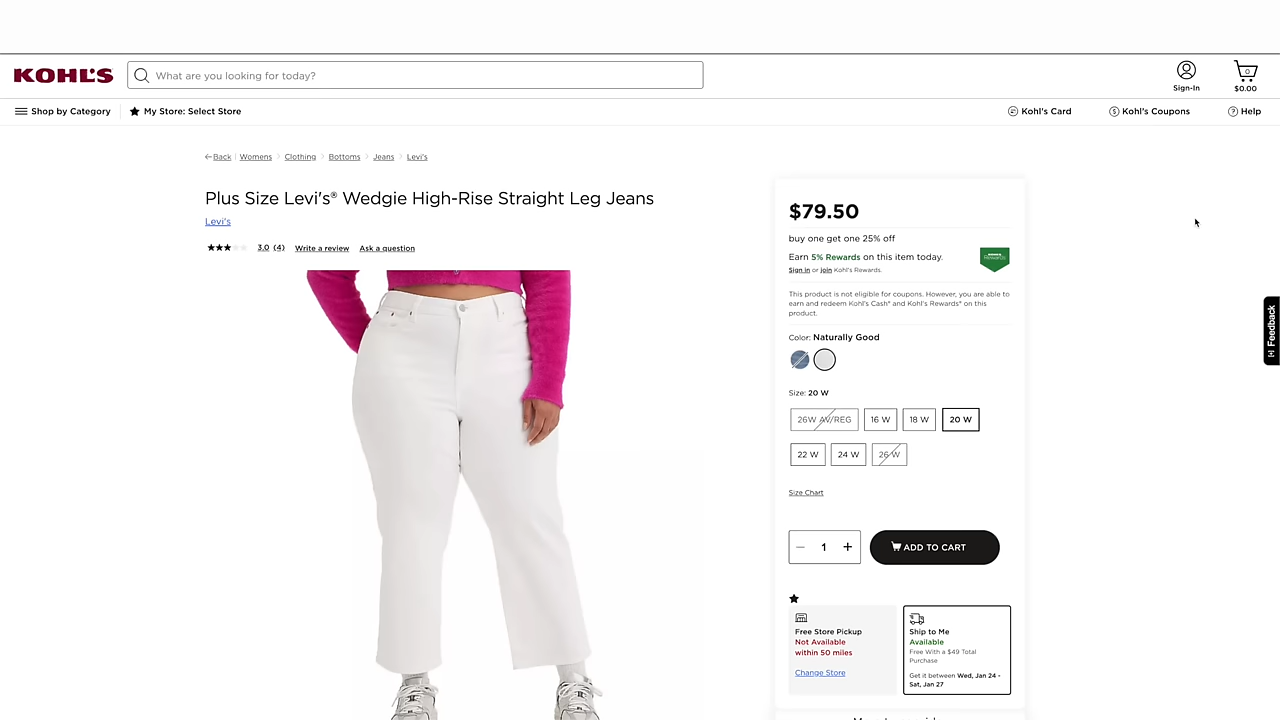 KOHL'S
What are you looking for today?
0
Sign-In
$0.00
Shop by Category
My Store: Select Store
Kohl's Card
Kohl's Coupons
Help
Back
Womens
Clothing
Bottoms
Jeans
Levi's
Plus Size Levi's® Wedgie High-Rise Straight Leg Jeans
Levi's
3.0 (4) Write a review Ask a question
$79.50
buy one get one 25% off
Earn 5% Rewards on this item today.
Sign in or join Kohl's Rewards.
This product is not eligible for coupons. However, you are able to
earn and redeem Kohl's Cash® and Kohl's Rewards® on this
product.
Color: Naturally Good
Size: 20 W
26W AV/REG 16 W 18 W 20 W
22 W 24 W 26 W
Size Chart
1
ADD TO CART
Free Store Pickup
Not Available
within 50 miles
Change Store
Ship to Me
Available
Free With a $49 Total
Purchase
Get it between Wed, Jan 24 -
Sat, Jan 27
Feedback